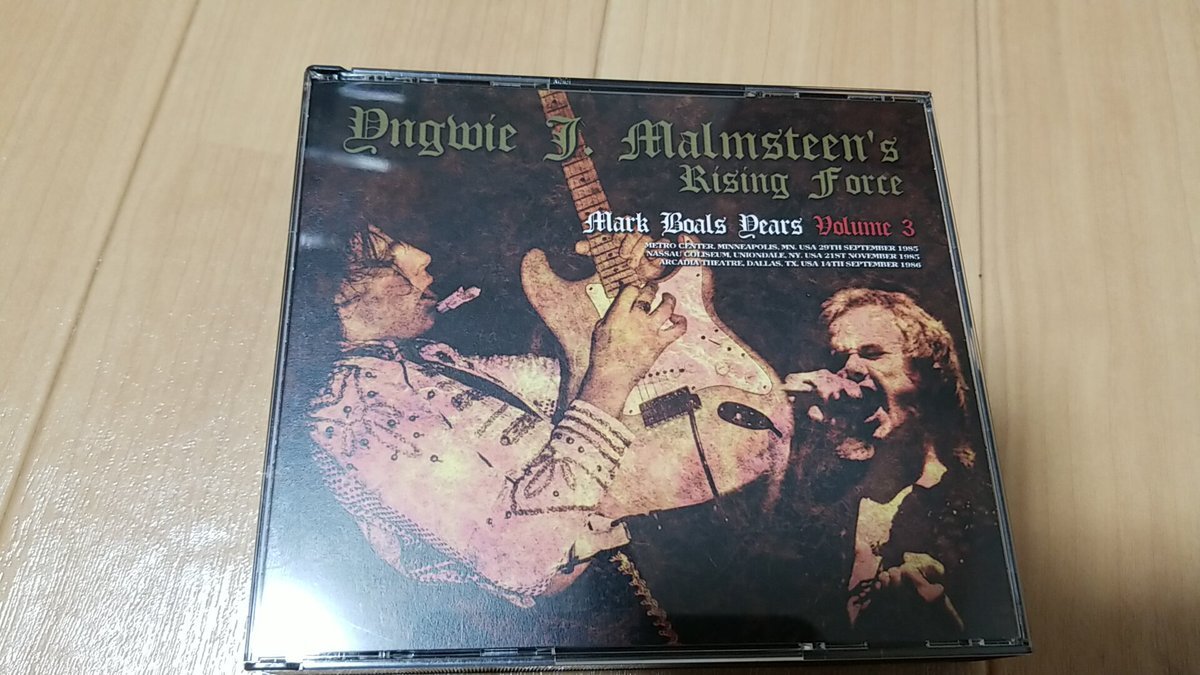 Yngwie J. Malmsteen's
Rising Force
Mark Boals Years Volume 3
METRO CENTER, MINNEAPOLIS, MN. USA 29TH SEPTEMBER 1985
NASSAU COLISEUM, UNIONDALE, NY. USA 21ST NOVEMBER 1985
ARCADIA THEATRE, DALLAS, TX. USA 14TH SEPTEMBER 1986